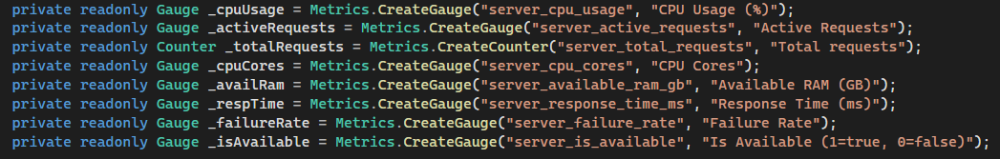 private readonly Gauge _cpuUsage = Metrics.CreateGauge("server_cpu_usage", "CPU Usage (%)");
private readonly Gauge _activeRequests = Metrics.CreateGauge("server_active_requests", "Active Requests");
private readonly Counter _totalRequests = Metrics.CreateCounter("server_total_requests", "Total requests");
private readonly Gauge _cpuCores = Metrics.CreateGauge("server_cpu_cores", "CPU Cores");
private readonly Gauge _availRam = Metrics.CreateGauge("server_available_ram_gb", "Available RAM (GB)");
private readonly Gauge _respTime = Metrics.CreateGauge("server_response_time_ms", "Response Time (ms)");
private readonly Gauge _failureRate = Metrics.CreateGauge("server_failure_rate", "Failure Rate");
private readonly Gauge _isAvailable = Metrics.CreateGauge("server_is_available", "Is Available (1=true, 0=false)");